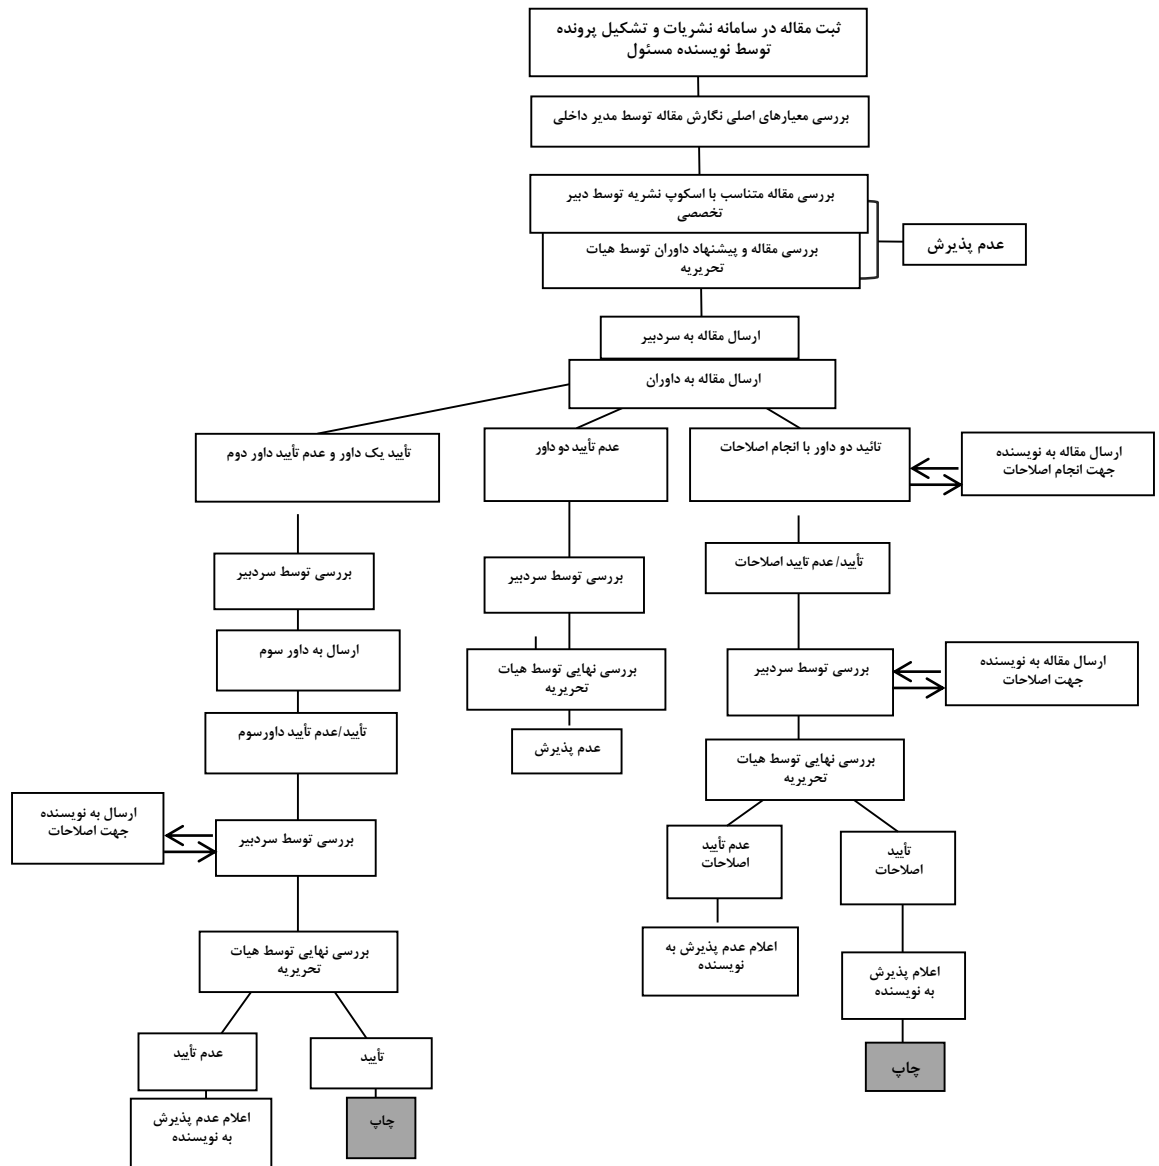 ثبت مقاله در سامانه نشریات و تشکیل پرونده
توسط نویسنده مسئول
بررسی معیارهای اصلی نگارش مقاله توسط مدیر داخلی
بررسی مقاله متناسب با اسکوپ نشریه توسط دبیر
تخصصی
عدم پذیرش
بررسی مقاله و پیشنهاد داوران توسط هیات
تحریریه
ارسال مقاله به سردبیر
ارسال مقاله به داوران
ارسال مقاله به نویسنده
جهت انجام اصلاحات
تائید دو داور با انجام اصلاحات
عدم تأیید دو داور
تأیید یک داور و عدم تأیید داور دوم
تأیید/ عدم تایید اصلاحات
بررسی توسط سردبیر
بررسی توسط سردبیر
ارسال مقاله به نویسنده
جهت اصلاحات
بررسی توسط سردبیر
بررسی نهایی توسط هیات
تحریریه
ارسال به داور سوم
بررسی نهایی توسط هیات
تحریریه
عدم پذیرش
تأیید/عدم تأیید داورسوم
تأیید
اصلاحات
عدم تأیید
اصلاحات
بررسی توسط سردبیر
ارسال به نویسنده
جهت اصلاحات
اعلام پذیرش
به نویسنده
اعلام عدم پذیرش به
نویسنده
بررسی نهایی توسط هیات
تحریریه
چاپ
تأیید
عدم تأیید
چاپ
اعلام عدم پذیرش
به نویسنده